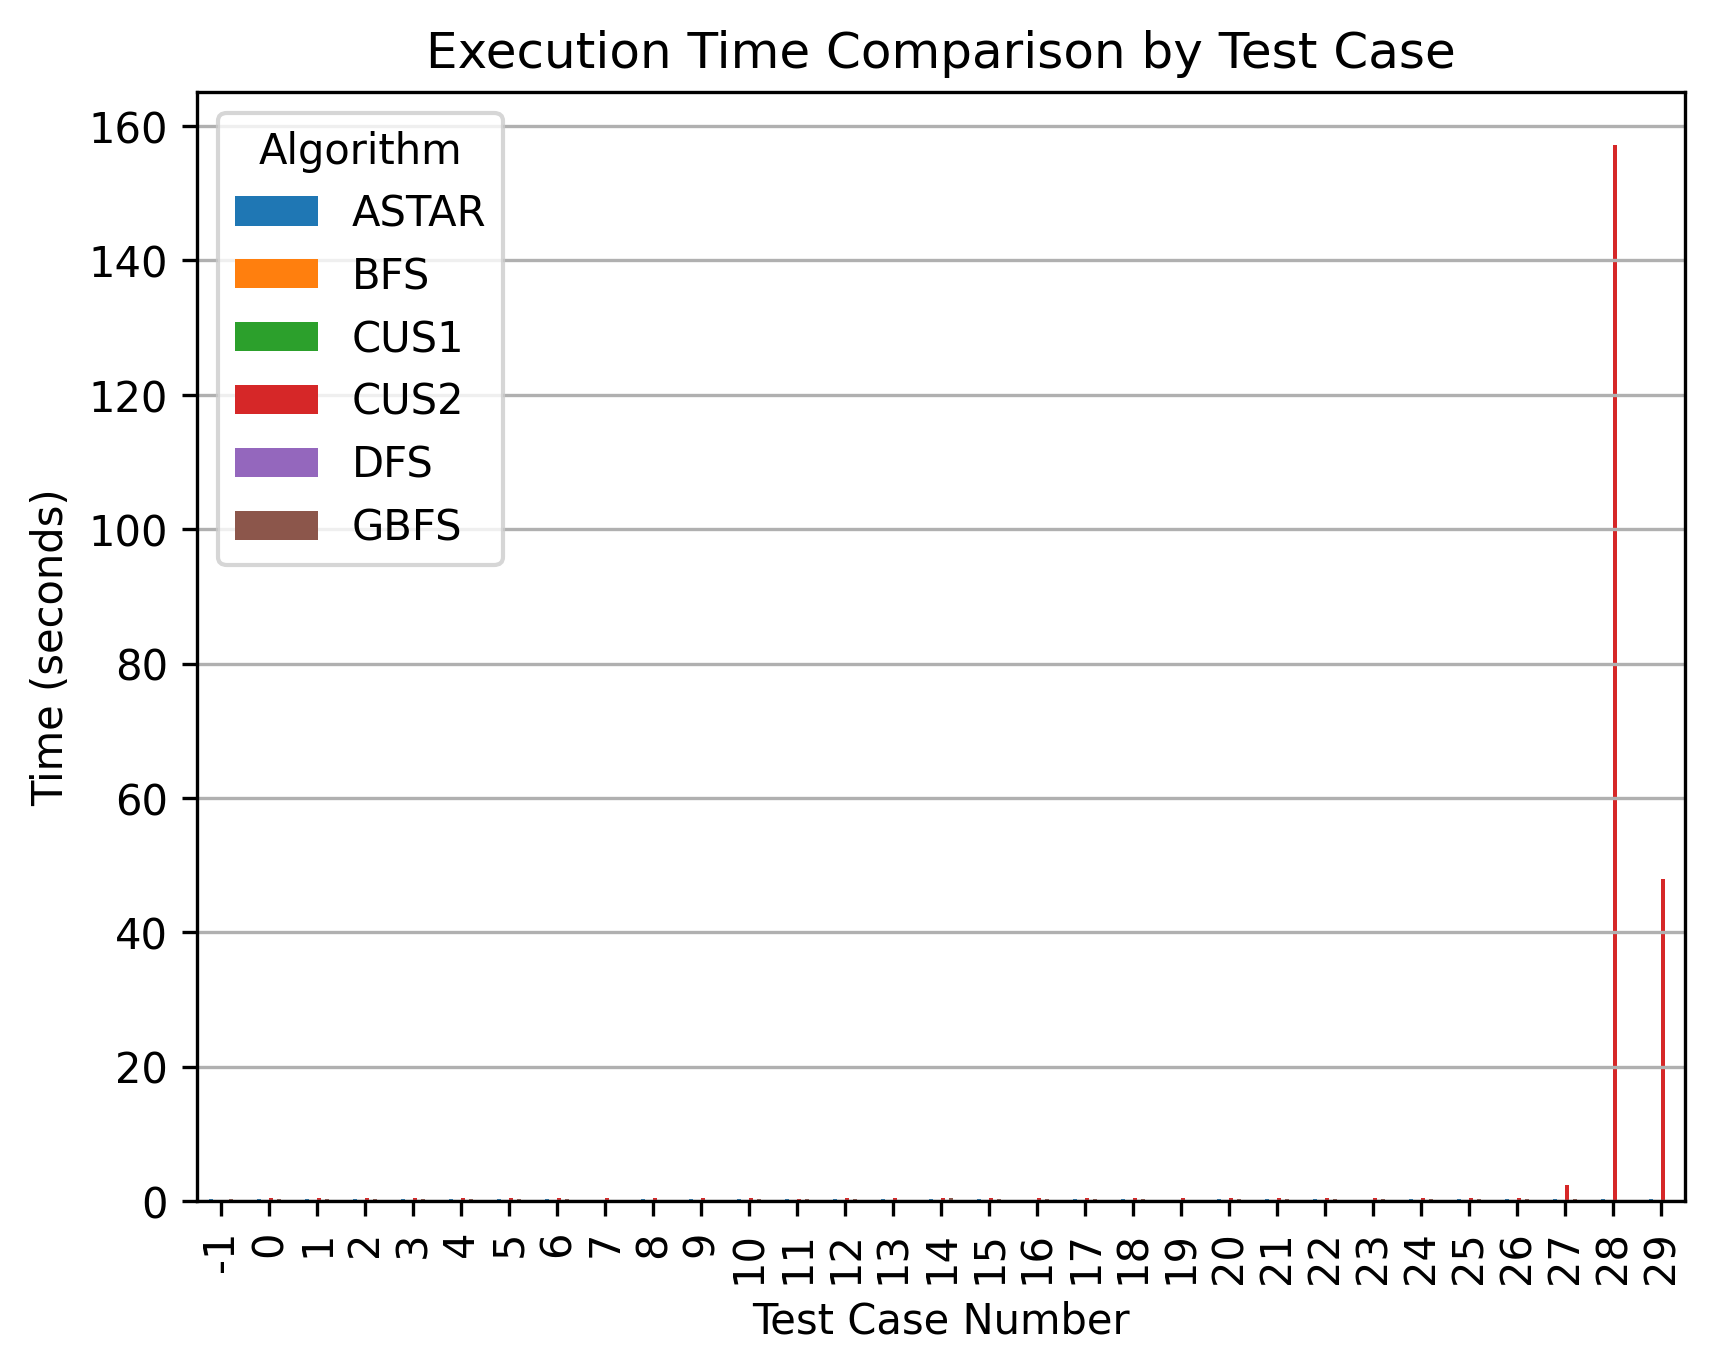 Execution Time Comparison by Test Case
Algorithm
ASTAR
BFS
CUS1
CUS2
DFS
GBFS
Time (seconds)
160
140
120
100
80
60
40
20
0
-1 0 1 2 3 4 5 6 7 8 9 10 11 12 13 14 15 16 17 18 19 20 21 22 23 24 25 26 27 28 29
Test Case Number